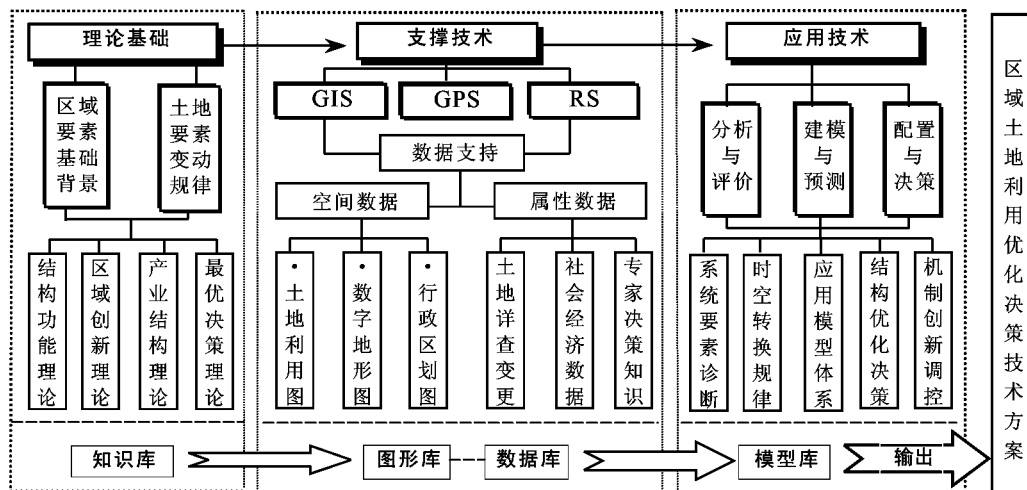 理论基础
支撑技术
应用技术
区域要素基础背景
土地要素变动规律
GIS
GPS
RS
数据支持
空间数据
属性数据
分析与评价
建模与预测
配置与决策
结构功能理论
区域创新理论
产业结构理论
最优决策理论
•土地利用图
•数字地形图
•行政区划图
土地详查变更
社会经济数据
专家决策知识
系统要素诊断
时空转换规律
应用模型体系
结构优化决策
机制创新调控
知识库
图形库
数据库
模型库
输出
区域土地利用优化决策技术方案